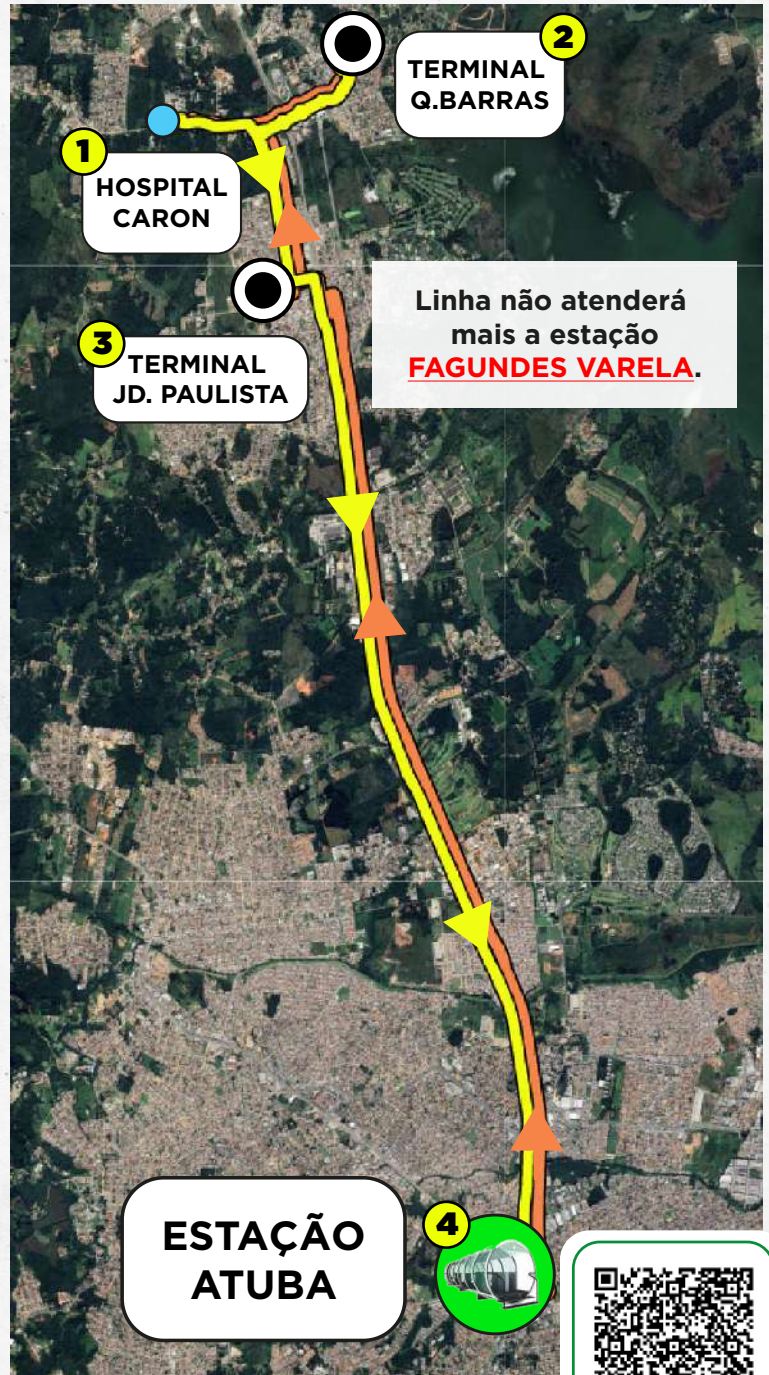 2
TERMINAL
Q.BARRAS
1
HOSPITAL
CARON
Linha não atenderá
mais a estação
FAGUNDES VARELA.
3
TERMINAL
JD. PAULISTA
4
ESTAÇÃO
ATUBA